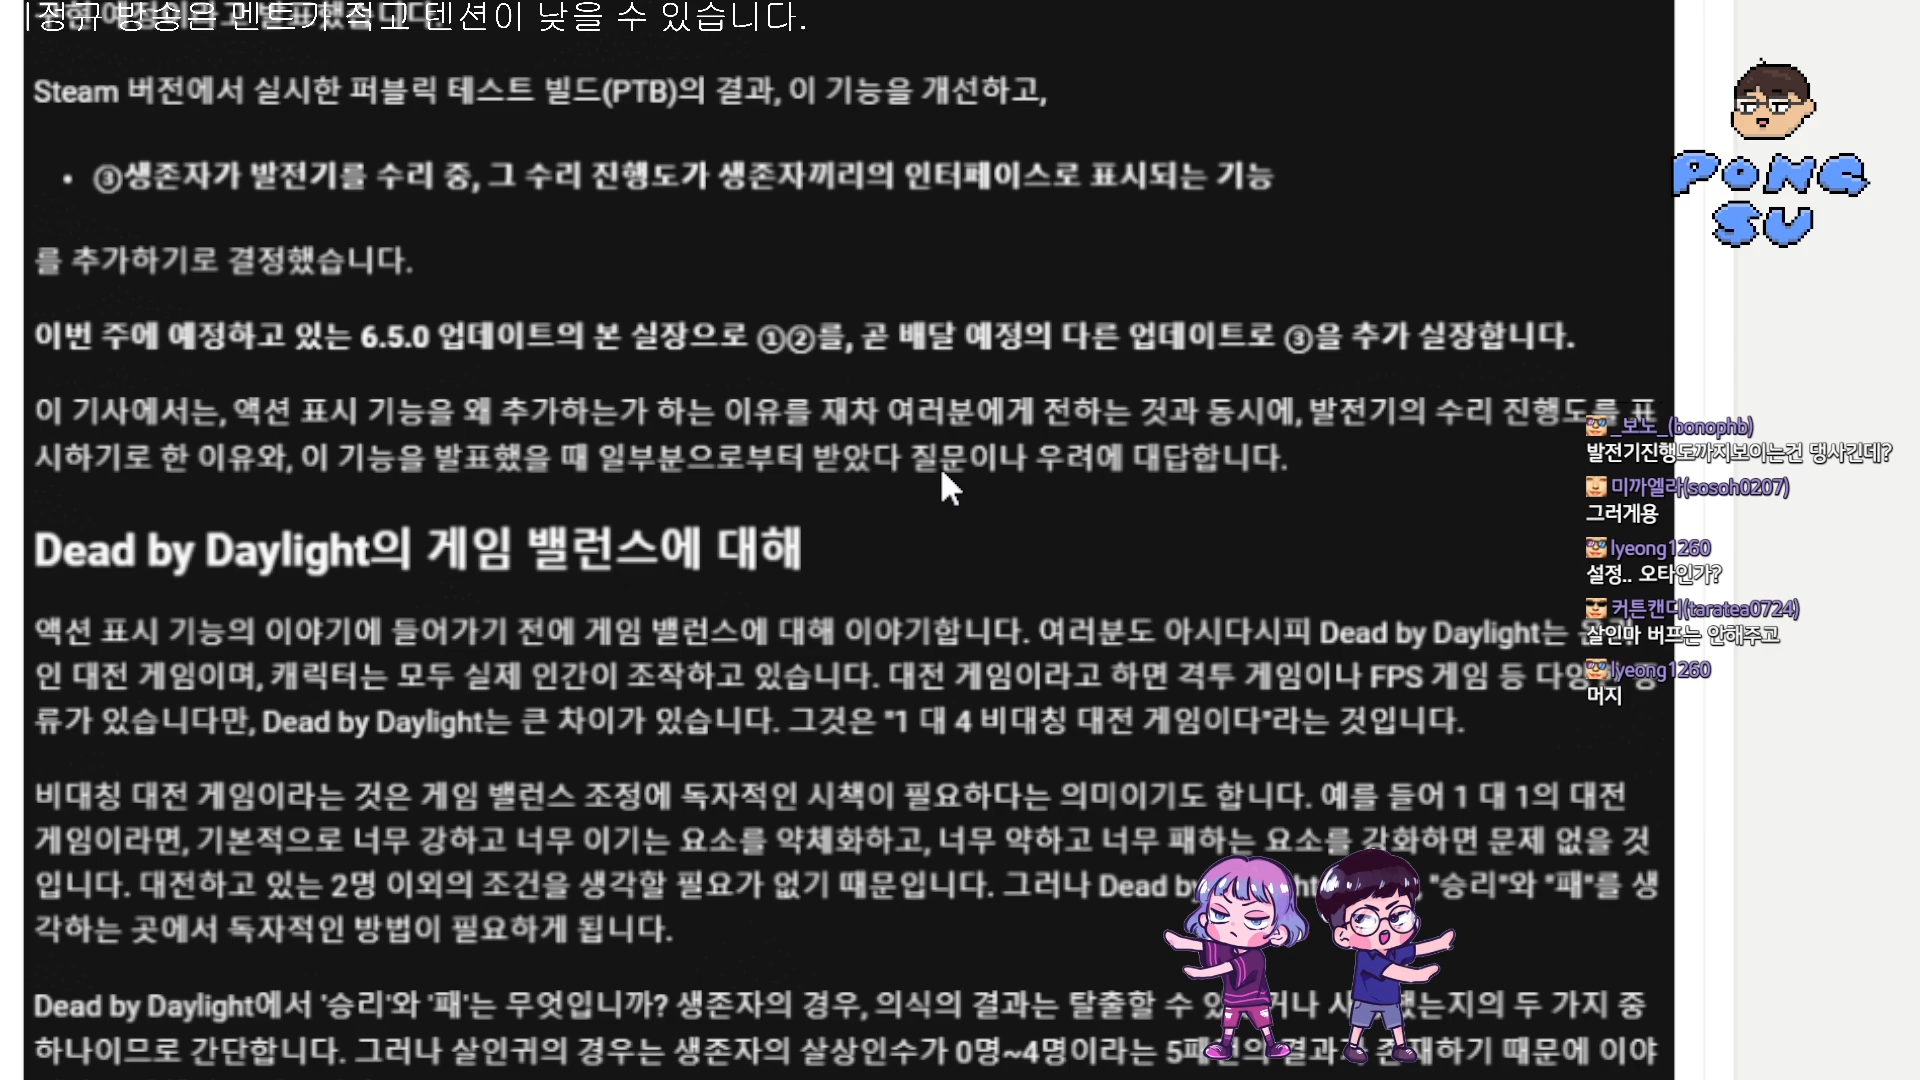 정규 방송은 멘트가 적고 텐션이 낮을 수 있습니다.
Steam 버전에서 실시한 퍼블릭 테스트 빌드(PTB)의 결과, 이 기능을 개선하고,
• ③생존자가 발전기를 수리 중, 그 수리 진행도가 생존자끼리의 인터페이스로 표시되는 기능
를 추가하기로 결정했습니다.
이번 주에 예정하고 있는 6.5.0 업데이트의 본 실장으로 ①②를, 곧 배달 예정의 다른 업데이트로 ③을 추가 실장합니다.
이 기사에서는, 액션 표시 기능을 왜 추가하는가 하는 이유를 재차 여러분에게 전하는 것과 동시에, 발전기의 수리 진행도를 표
시하기로 한 이유와, 이 기능을 발표했을 때 일부분으로부터 받았다 질문이나 우려에 대답합니다.
Dead by Daylight의 게임 밸런스에 대해
액션 표시 기능의 이야기에 들어가기 전에 게임 밸런스에 대해 이야기합니다. 여러분도 아시다시피 Dead by Daylight는
인 대전 게임이며, 캐릭터는 모두 실제 인간이 조작하고 있습니다. 대전 게임이라고 하면 격투 게임이나 FPS 게임 등
류가 있습니다만, Dead by Daylight는 큰 차이가 있습니다. 그것은 "1 대 4 비대칭 대전 게임이다"라는 것입니다.
비대칭 대전 게임이라는 것은 게임 밸런스 조정에 독자적인 시책이 필요하다는 의미이기도 합니다. 예를 들어 1 대 1의 대전
게임이라면, 기본적으로 너무 강하고 너무 이기는 요소를 약체화하고, 너무 약하고 너무 패하는 요소를 강화하면 문제 없을 것
입니다. 대전하고 있는 2명 이외의 조건을 생각할 필요가 없기 때문입니다. 그러나 Dead "승리"와 "패"를 생
각하는 곳에서 독자적인 방법이 필요하게 됩니다.
Dead by Daylight에서 '승리'와 '패'는 무엇입니까? 생존자의 경우, 의식의 결과는 탈출할 수 두 가지 중
하나이므로 간단합니다. 그러나 살인귀의 경우는 생존자의 살상인수가 0명~4명이라는 때문에 이야
PONG
SU
_보노_(bonophb)
발전기진행도까지보이는건 댕사긴데?
미까엘라(sosoh0207)
그러게용
lyeong1260
설정.. 오타인가?
커튼캔디(taratea0724)
살인마 버프는 안해주고
lyeong1260
머지